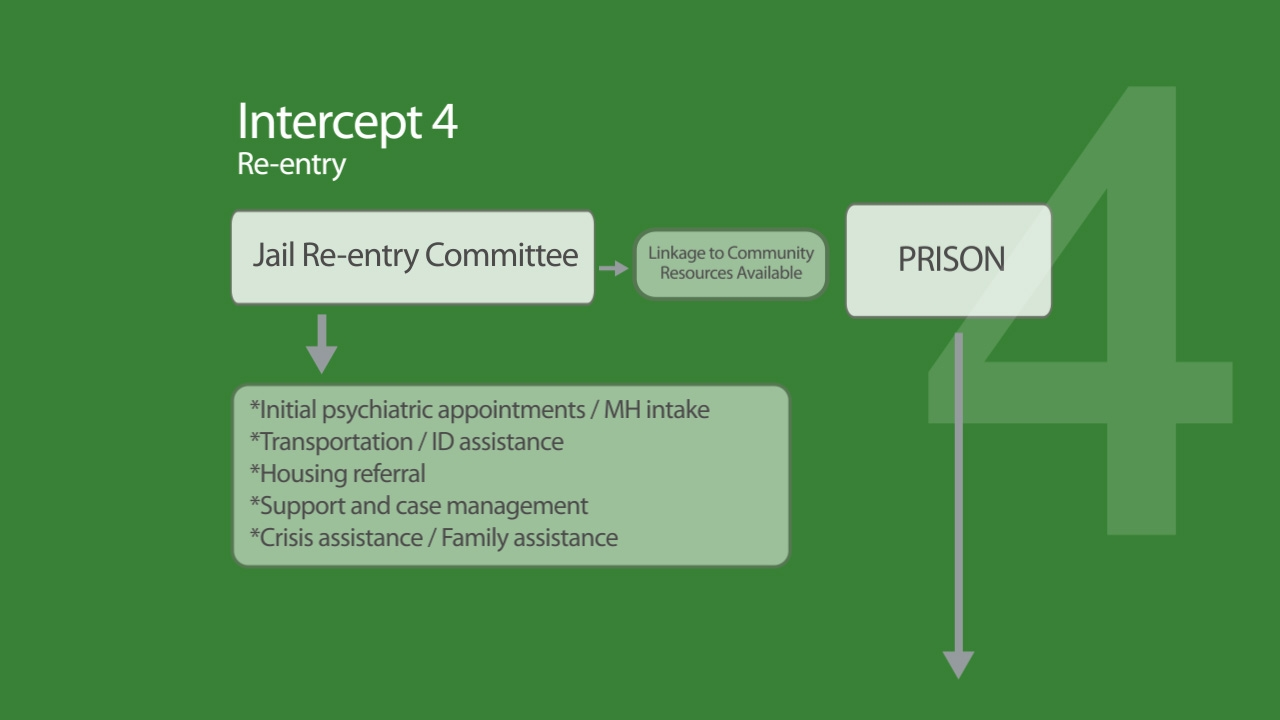 Intercept 4
Re-entry
Jail Re-entry Committee
Linkage to Community
Resources Available
PRISON
4
*Initial psychiatric appointments / MH intake
*Transportation / ID assistance
*Housing referral
*Support and case management
*Crisis assistance / Family assistance